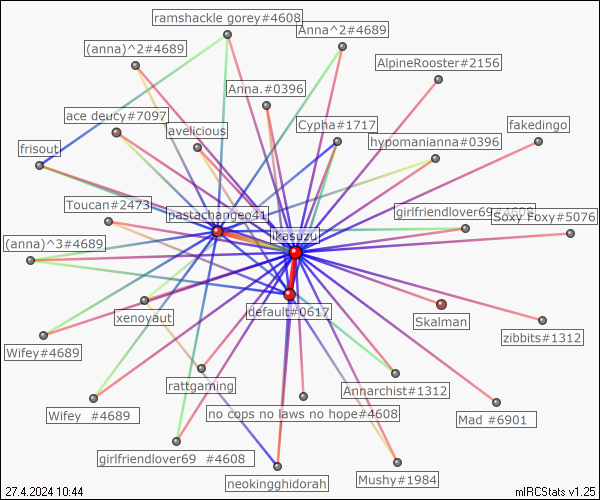 ramshackle gorey#4608
Anna^2#4689
(anna)^2#4689
AlpineRooster#2156
Anna.#0396
ace deucy#7097
avelicious
Cypha#1717
fakedingo
hypomanianna#0396
frisout
Toucan#2473
pastachangeo41
girlfriendlover69#4608
Soxy Foxy#5076
ikasuzu
(anna)^3#4689
xenoyaut
default#0617
Skalman
zibbits#1312
Wifey#4689
rattgaming
Annarchist#1312
Wifey  #4689
no cops no laws no hope#4608
Mad  #6901
girlfriendlover69  #4608
neokingghidorah
Mushy#1984
27.4.2024 10:44
mIRCStats v1.25